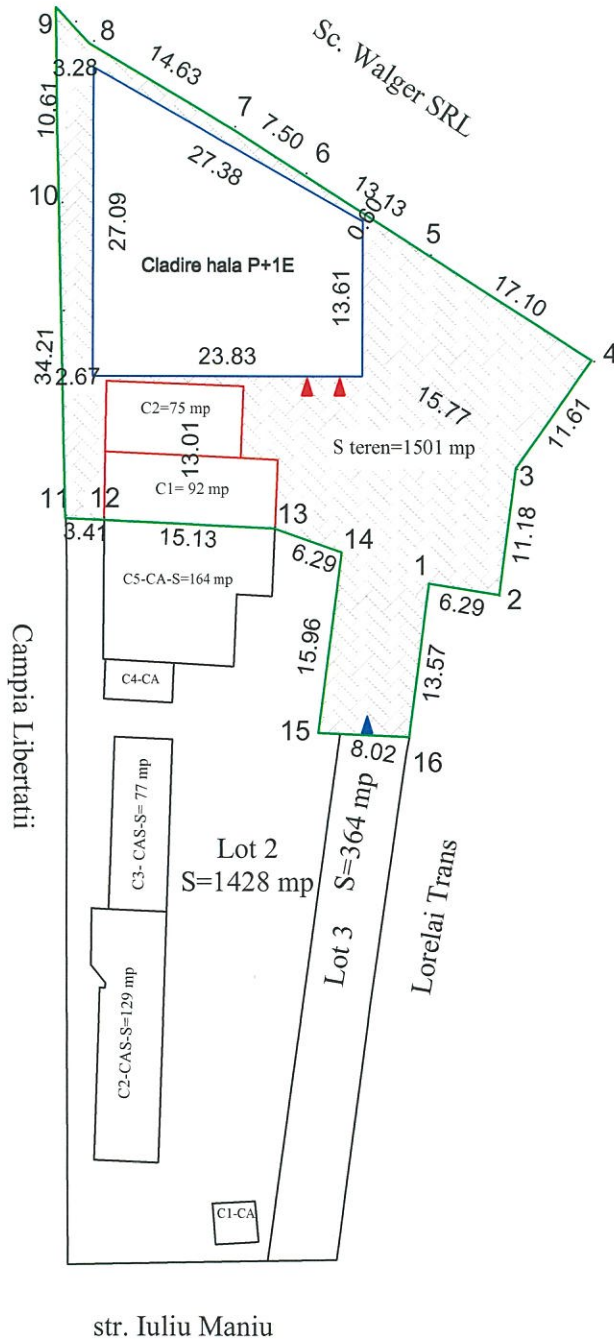 9
8
Sc. Walger SRL
14.63
3.28
10.61
7
7.50
6
27.38
13.13
0.60
10
5
27.09
Cladire hala P+1E
13.61
17.10
4
34.21
2.67
23.83
15.77
11.61
C2=75 mp
13.01
S teren=1501 mp
3
C1= 92 mp
11
12
13
3.41
15.13
6.29
14
11.18
1
C5-CA-S=164 mp
6.29
2
15.96
13.57
Campia Libertatii
C4-CA
15
8.02
16
C3- CAS-S= 77 mp
Lot 2
S=1428 mp
Lot 3 S=364 mp
Lorelai Trans
C2-CAS-S=129 mp
C1-CA
str. Iuliu Maniu